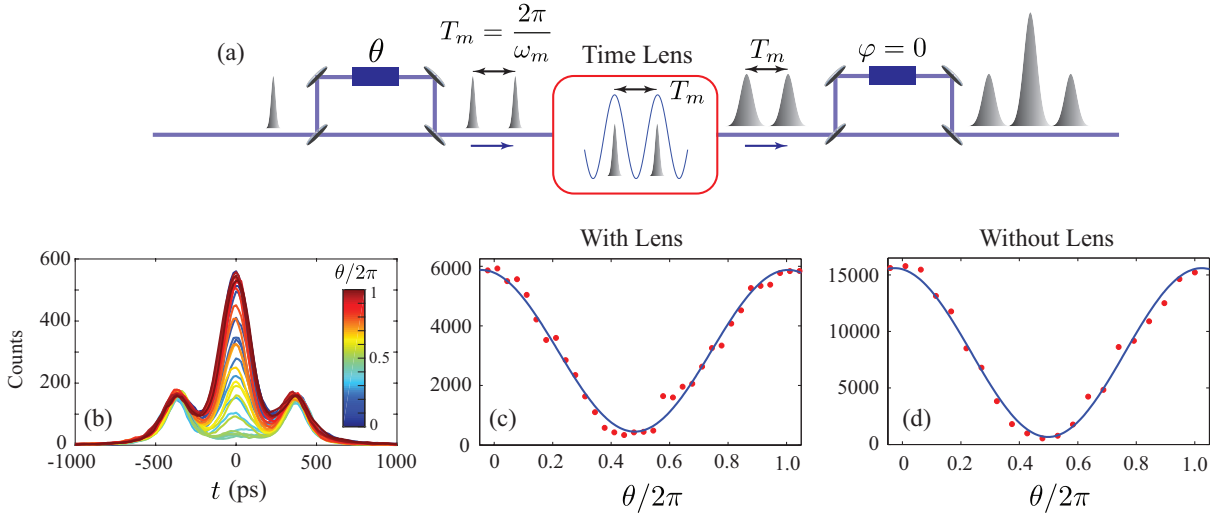 (a)
θ
T_m = 2π/ω_m
Time Lens
T_m
T_m
φ = 0
600
400
200
0
Counts
θ/2π
1
0.5
0
(b)
-1000
-500
0
500
1000
t (ps)
With Lens
6000
4000
2000
0
(c)
0
0.2
0.4
0.6
0.8
1.0
θ/2π
Without Lens
15000
10000
5000
0
(d)
0
0.2
0.4
0.6
0.8
1.0
θ/2π